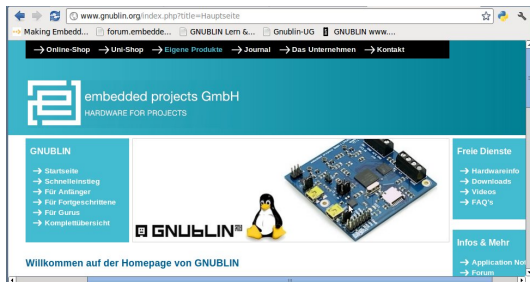 www.gnublin.org/index.php?title=Hauptseite
Making Embedd... forum.embedde... GNUBLIN Lern &... Gnublin-UG GNUBLIN www....
Online-Shop Uni-Shop Eigene Produkte Journal Das Unternehmen Kontakt
embedded projects GmbH
HARDWARE FOR PROJECTS
GNUBLIN
Startseite
Schnelleinstieg
Für Anfänger
Für Fortgeschrittene
Für Gurus
Komplettübersicht
GNUbLIN
Freie Dienste
Hardwareinfo
Downloads
Videos
FAQ's
Infos & Mehr
Application Not
Forum
Willkommen auf der Homepage von GNUBLIN